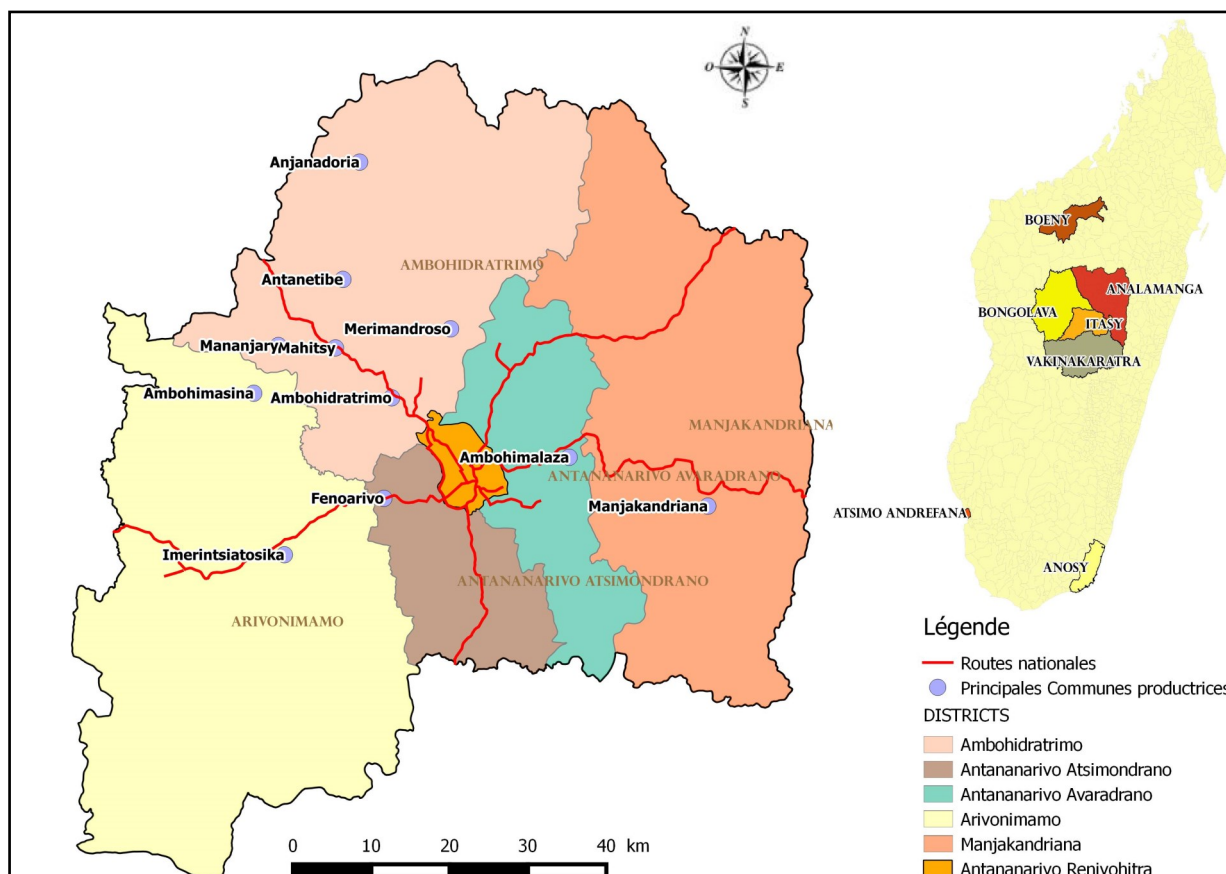 N
O
E
S
Anjanadoria
AMBOHIDRATRIMO
Antanetibe
Merimandroso
Mananjary
Mahitsy
Ambohimasina
Ambohidratrimo
MANJAKANDRIANA
Ambohimalaza
ANTANANARIVO AVARADRANO
Fenoarivo
Manjakandriana
Imerintsiatosika
ANTANANARIVO ATSIMONDRANO
ARIVONIMAMO
0 10 20 30 40 km
BOENY
ANALAMANGA
BONGOLAVA
ITASY
VAKINAKARATRA
ATSIMO ANDREFANA
ANOSY
Légende
Routes nationales
Principales Communes productrices
DISTRICTS
Ambohidratrimo
Antananarivo Atsimondrano
Antananarivo Avaradrano
Arivonimamo
Manjakandriana
Antananarivo Renivohitra